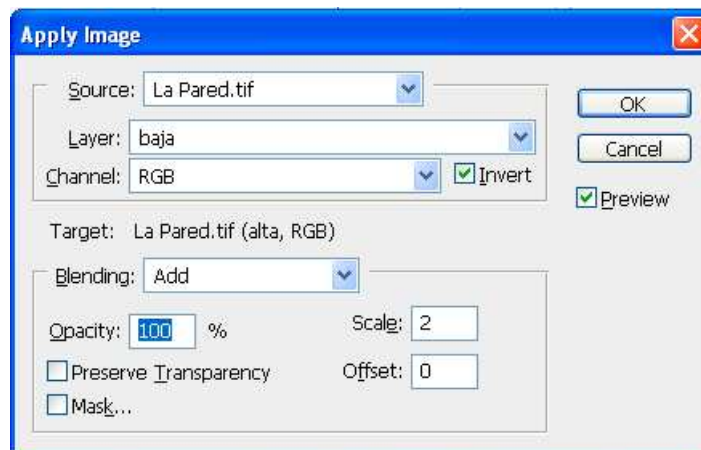 Apply Image
Source: La Pared.tif
OK
Layer: baja
Cancel
Channel: RGB Invert
Preview
Target: La Pared.tif (alta, RGB)
Blending: Add
Opacity: 100 % Scale: 2
Preserve Transparency Offset: 0
Mask...